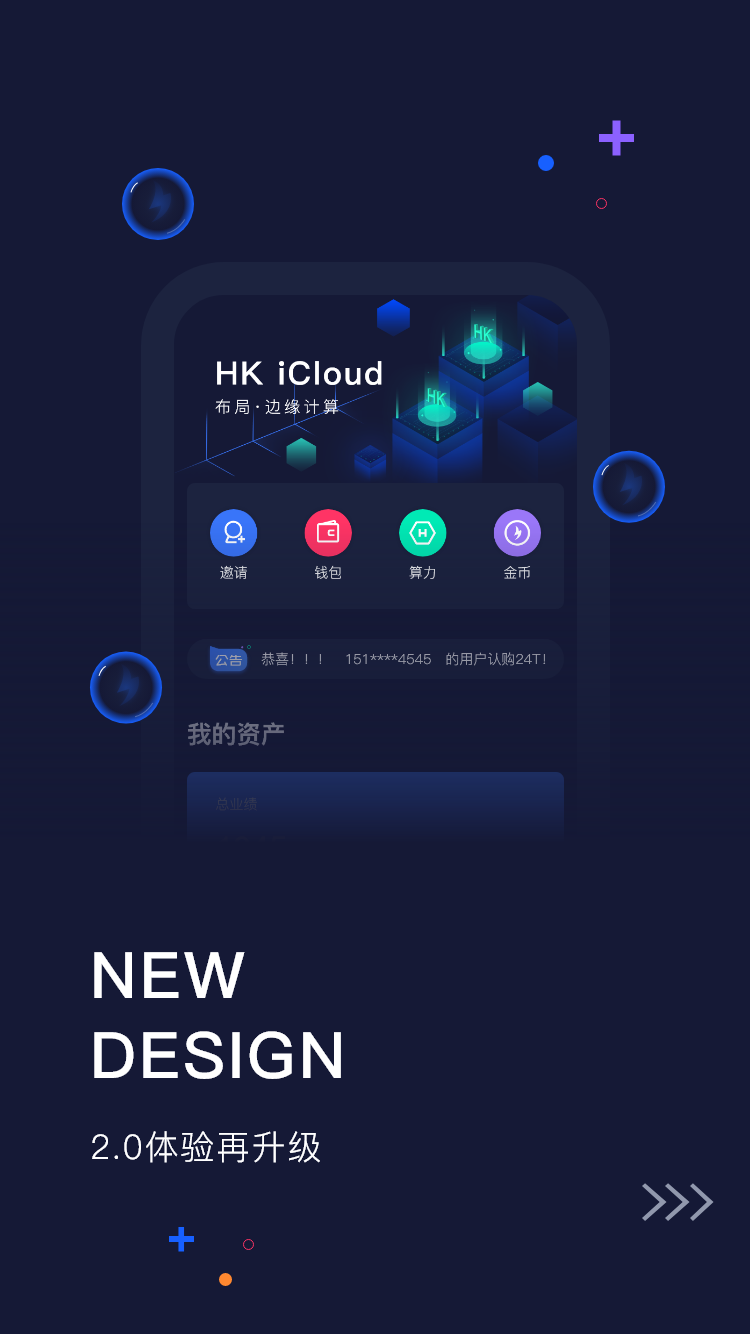 HK
HK
HK iCloud
布局·边缘计算
邀请 钱包 算力 金币
公告 恭喜！！！ 151****4545 的用户认购24T!
我的资产
总业绩
NEW
DESIGN
2.0体验再升级